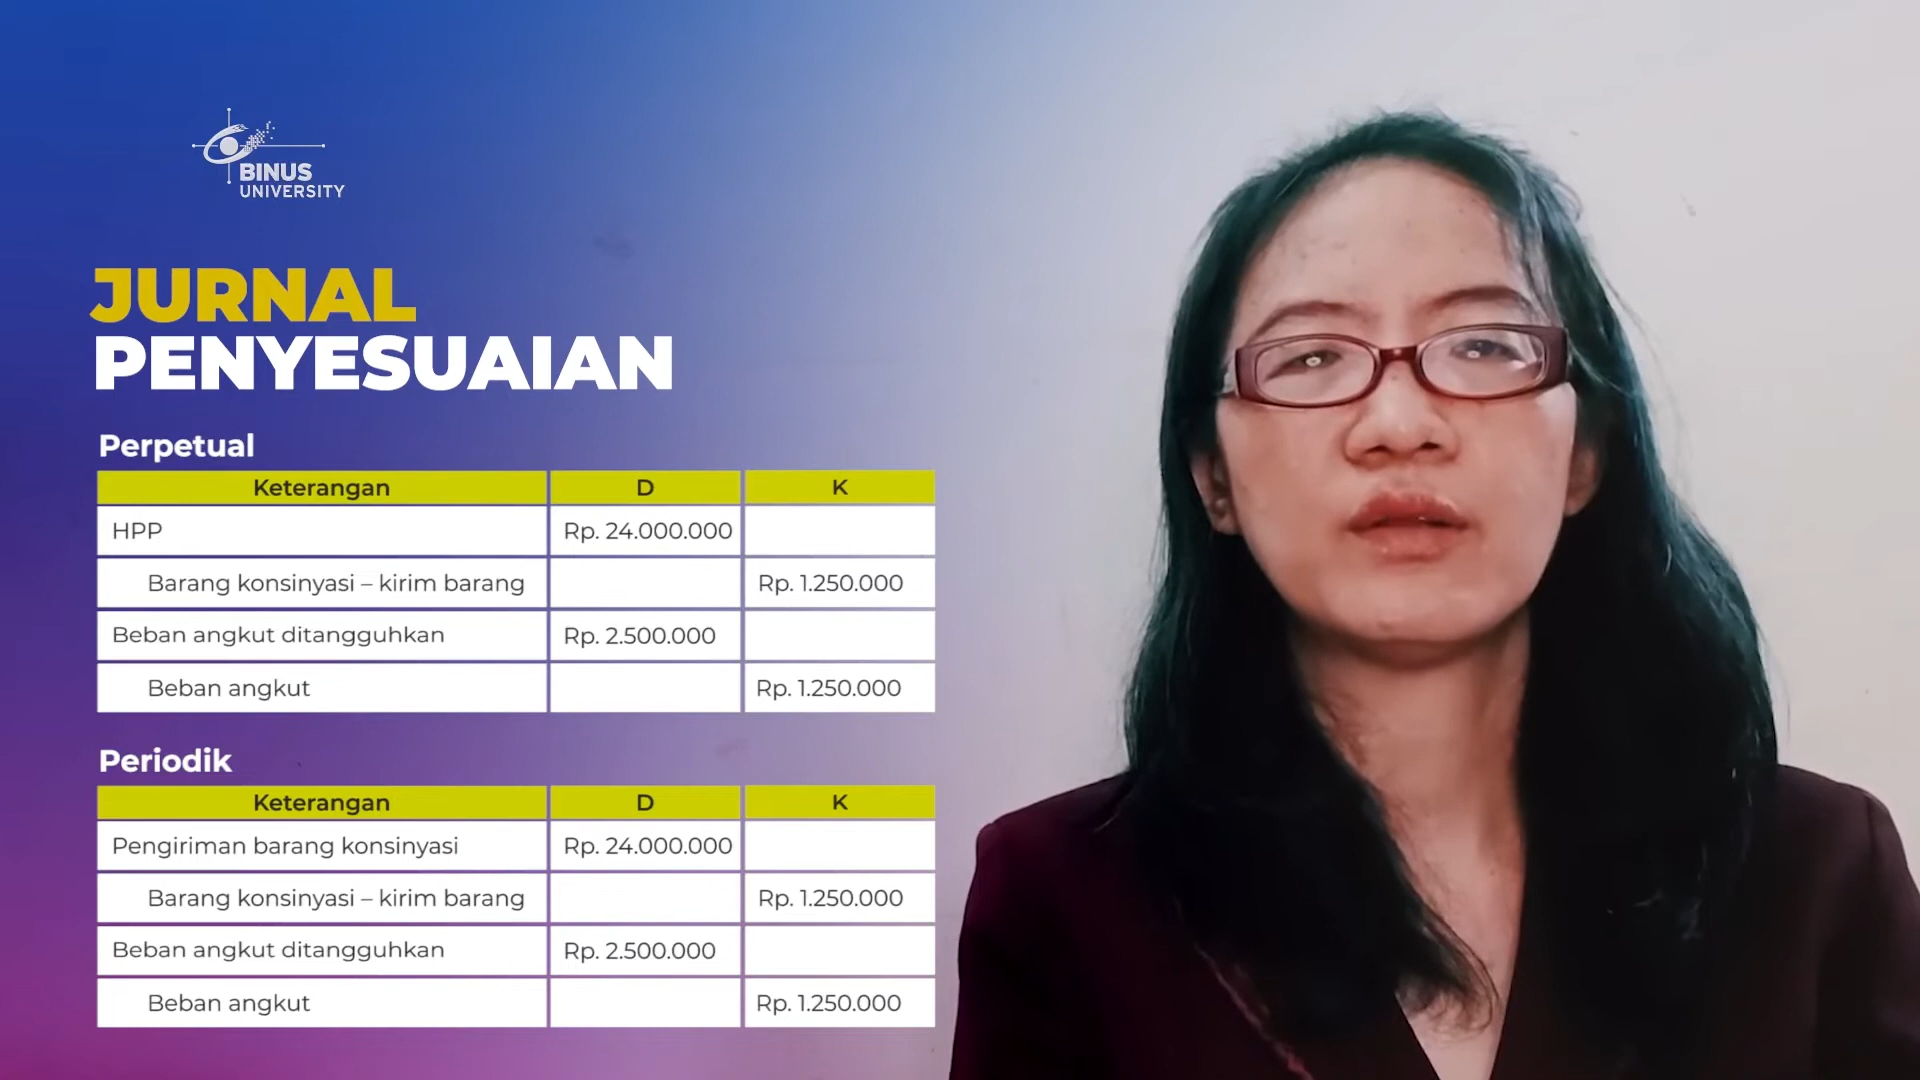 BINUS
UNIVERSITY
JURNAL
PENYESUAIAN
Perpetual
Keterangan D K
HPP Rp. 24.000.000
Barang konsinyasi – kirim barang Rp. 1.250.000
Beban angkut ditangguhkan Rp. 2.500.000
Beban angkut Rp. 1.250.000
Periodik
Keterangan D K
Pengiriman barang konsinyasi Rp. 24.000.000
Barang konsinyasi – kirim barang Rp. 1.250.000
Beban angkut ditangguhkan Rp. 2.500.000
Beban angkut Rp. 1.250.000